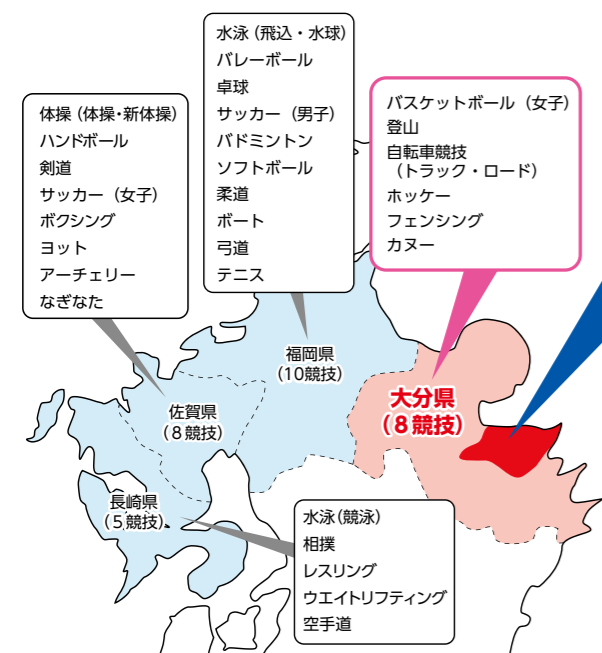 水泳（飛込・水球）
バレーボール
卓球
サッカー（男子）
バドミントン
ソフトボール
柔道
ボート
弓道
テニス
体操（体操・新体操）
ハンドボール
剣道
サッカー（女子）
ボクシング
ヨット
アーチェリー
なぎなた
バスケットボール（女子）
登山
自転車競技
（トラック・ロード）
ホッケー
フェンシング
カヌー
福岡県
（10競技）
佐賀県
（８競技）
大分県
（８競技）
長崎県
（５競技）
水泳（競泳）
相撲
レスリング
ウエイトリフティング
空手道